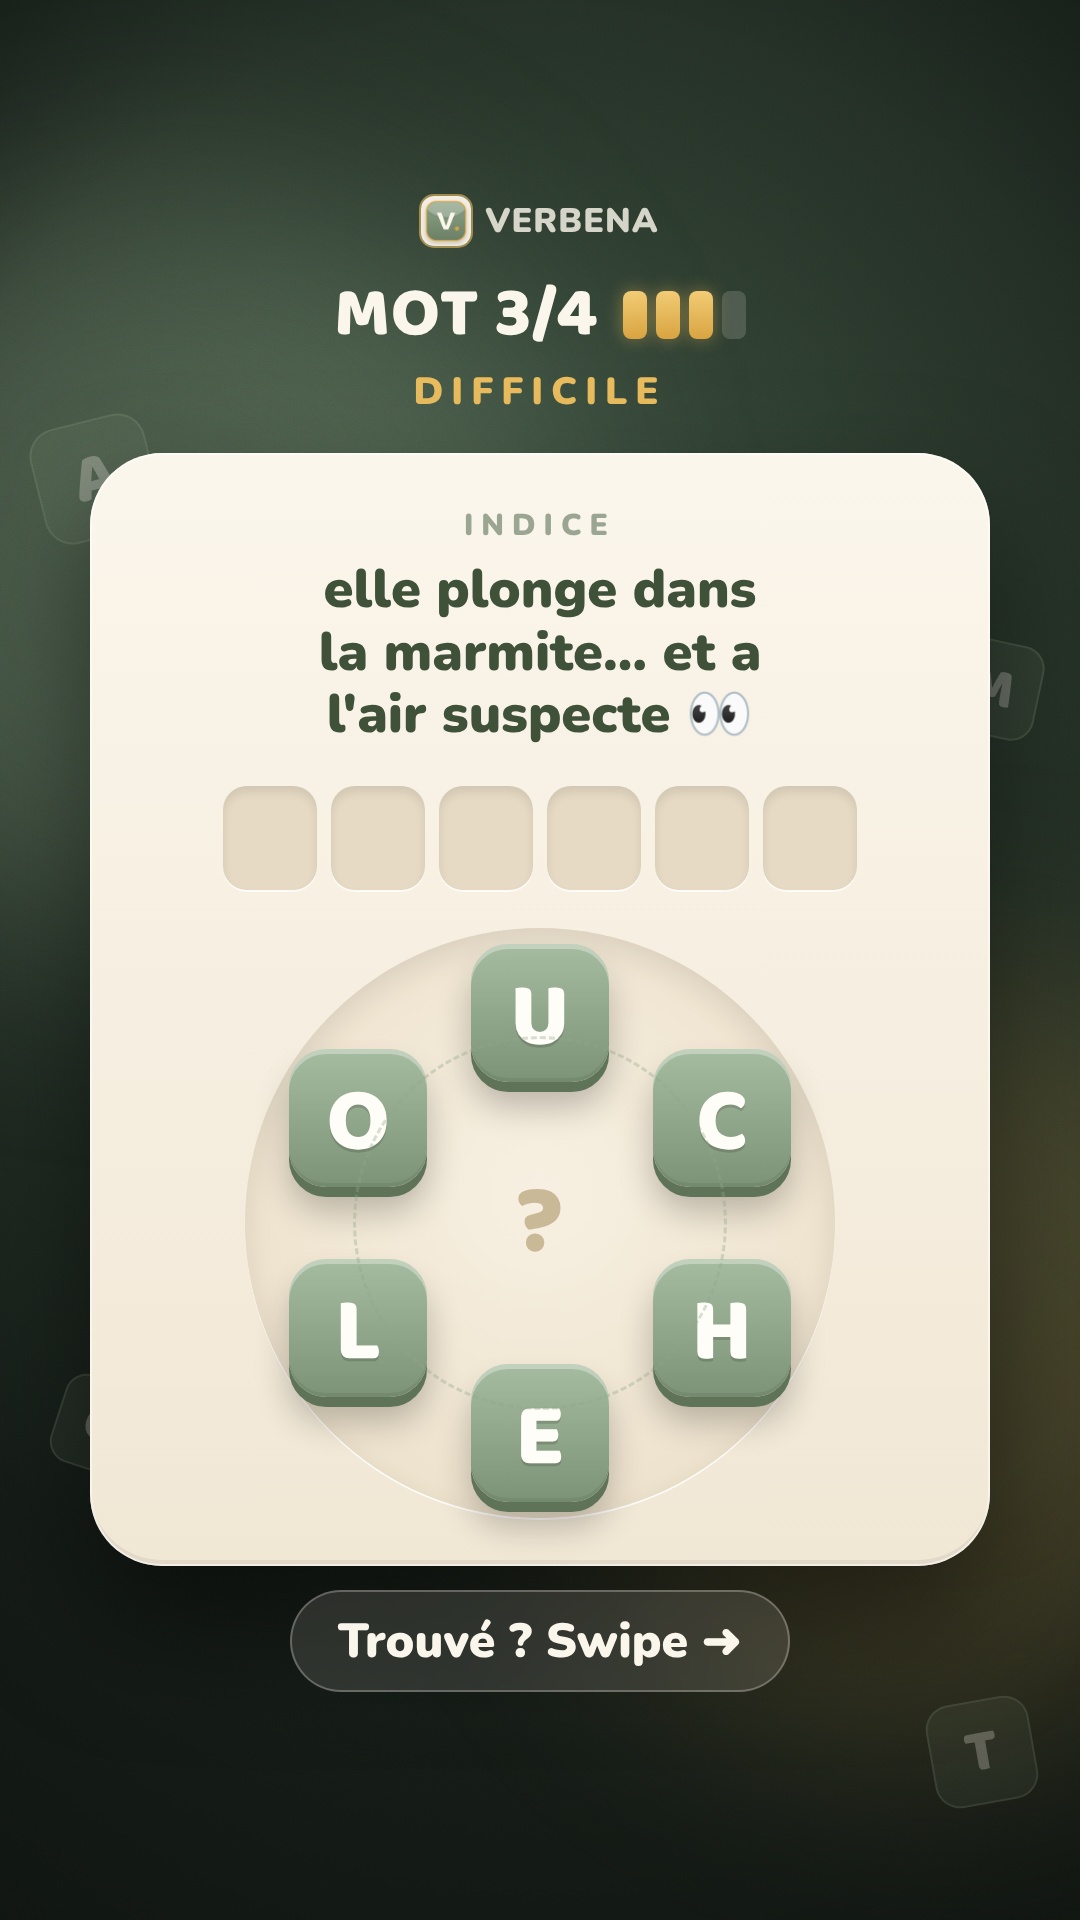 V.
VERBENA
MOT 3/4
DIFFICILE
A
INDICE
elle plonge dans
la marmite... et a
l'air suspecte 👀
M
U
O
C
?
L
H
E
Trouvé ? Swipe ➜
T